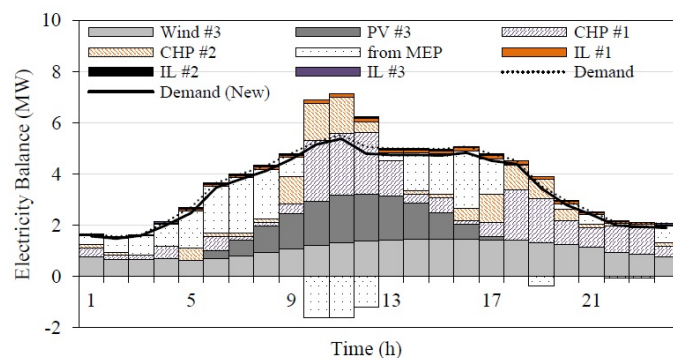 10
8
6
4
2
0
-2
Electricity Balance (MW)
Wind #3 PV #3 CHP #1
CHP #2 from MEP IL #1
IL #2 IL #3 Demand
Demand (New)
1 5 9 13 17 21
Time (h)